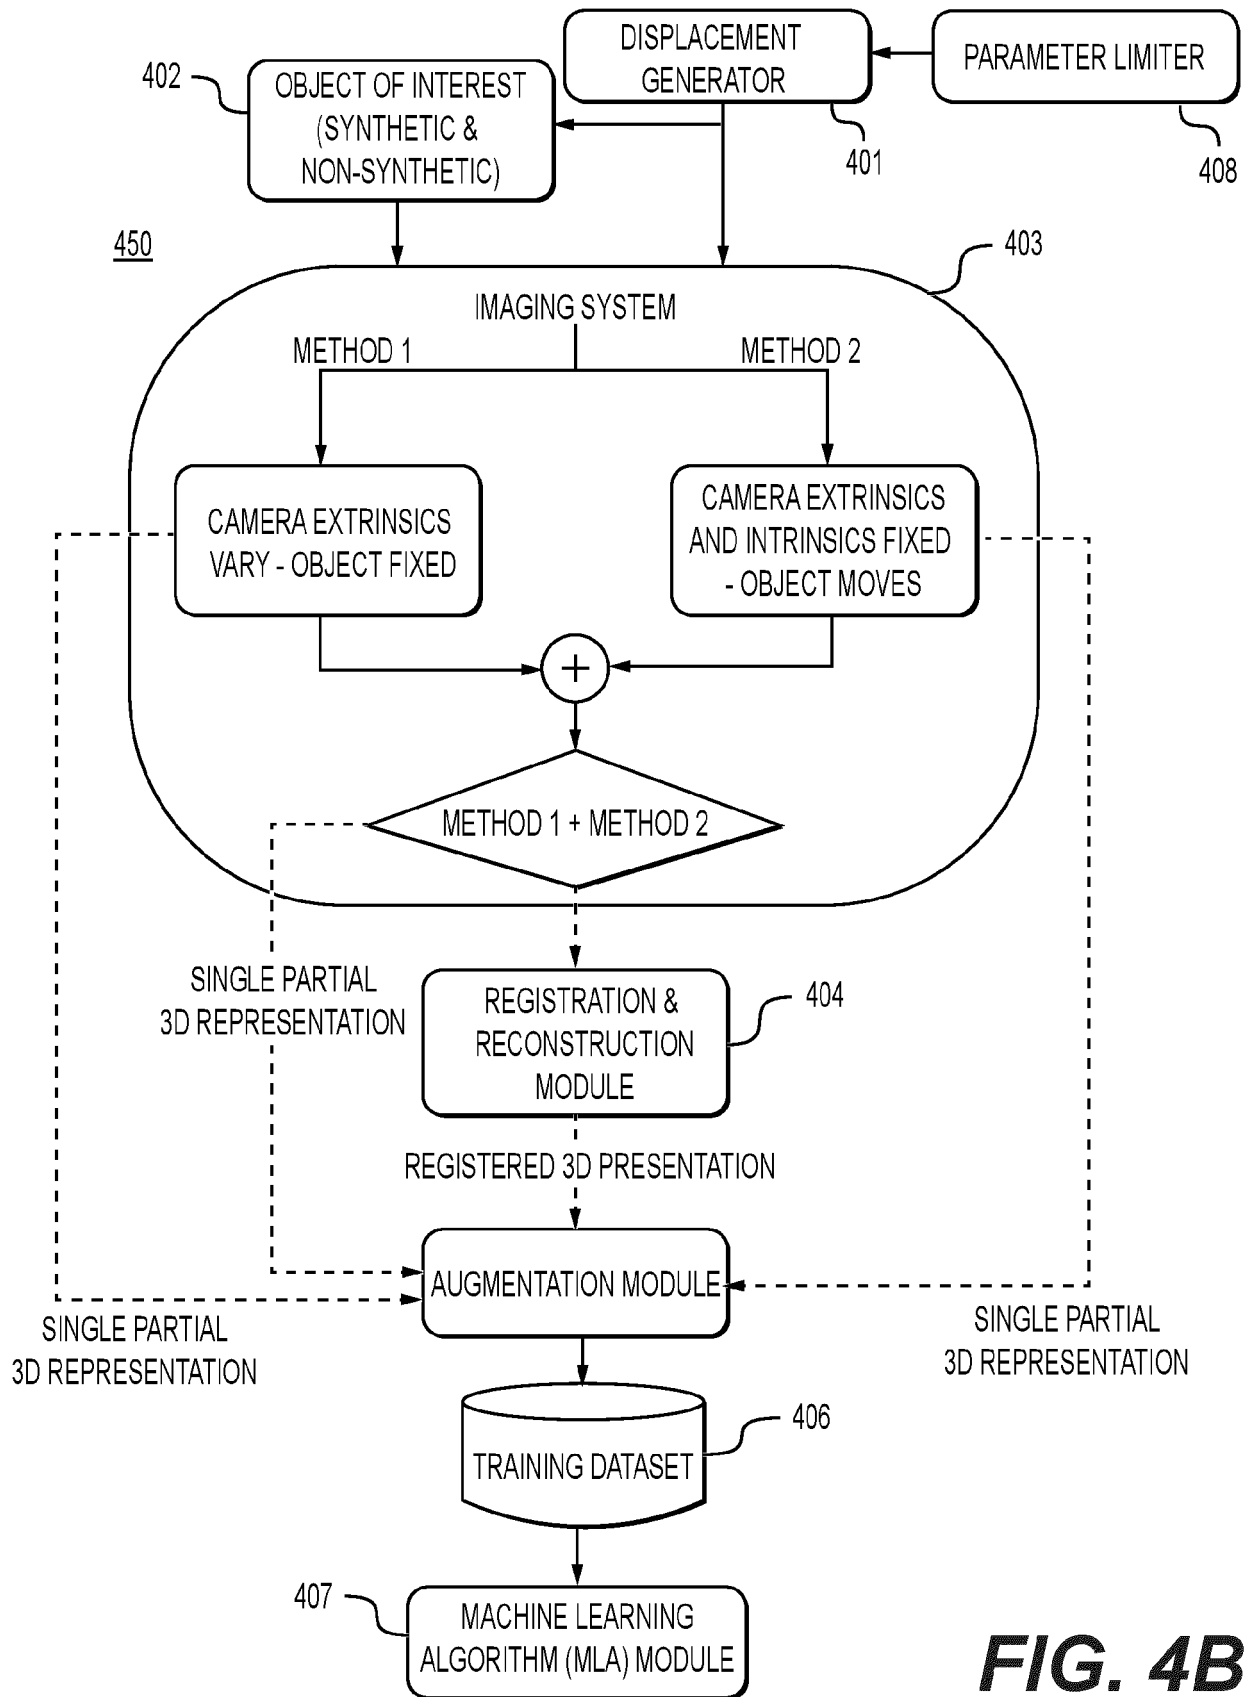 DISPLACEMENT
GENERATOR
PARAMETER LIMITER
402
OBJECT OF INTEREST
(SYNTHETIC &
NON-SYNTHETIC)
401
408
450
403
IMAGING SYSTEM
METHOD 1
METHOD 2
CAMERA EXTRINSICS
VARY - OBJECT FIXED
CAMERA EXTRINSICS
AND INTRINSICS FIXED
- OBJECT MOVES
+
METHOD 1 + METHOD 2
SINGLE PARTIAL
3D REPRESENTATION
REGISTRATION &
RECONSTRUCTION
MODULE
404
REGISTERED 3D PRESENTATION
AUGMENTATION MODULE
SINGLE PARTIAL
3D REPRESENTATION
SINGLE PARTIAL
3D REPRESENTATION
406
TRAINING DATASET
407
MACHINE LEARNING
ALGORITHM (MLA) MODULE
FIG. 4B